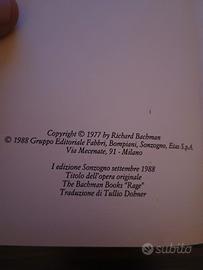 Copyright © 1977 by Richard Bachman
© 1988 Gruppo Editoriale Fabbri, Bompiani, Sonzogno, Etas S.p.A.
Via Mecenate, 91 - Milano
I edizione Sonzogno settembre 1988
Titolo dell'opera originale
The Bachman Books "Rage"
Traduzione di Tullio Dobner
subito